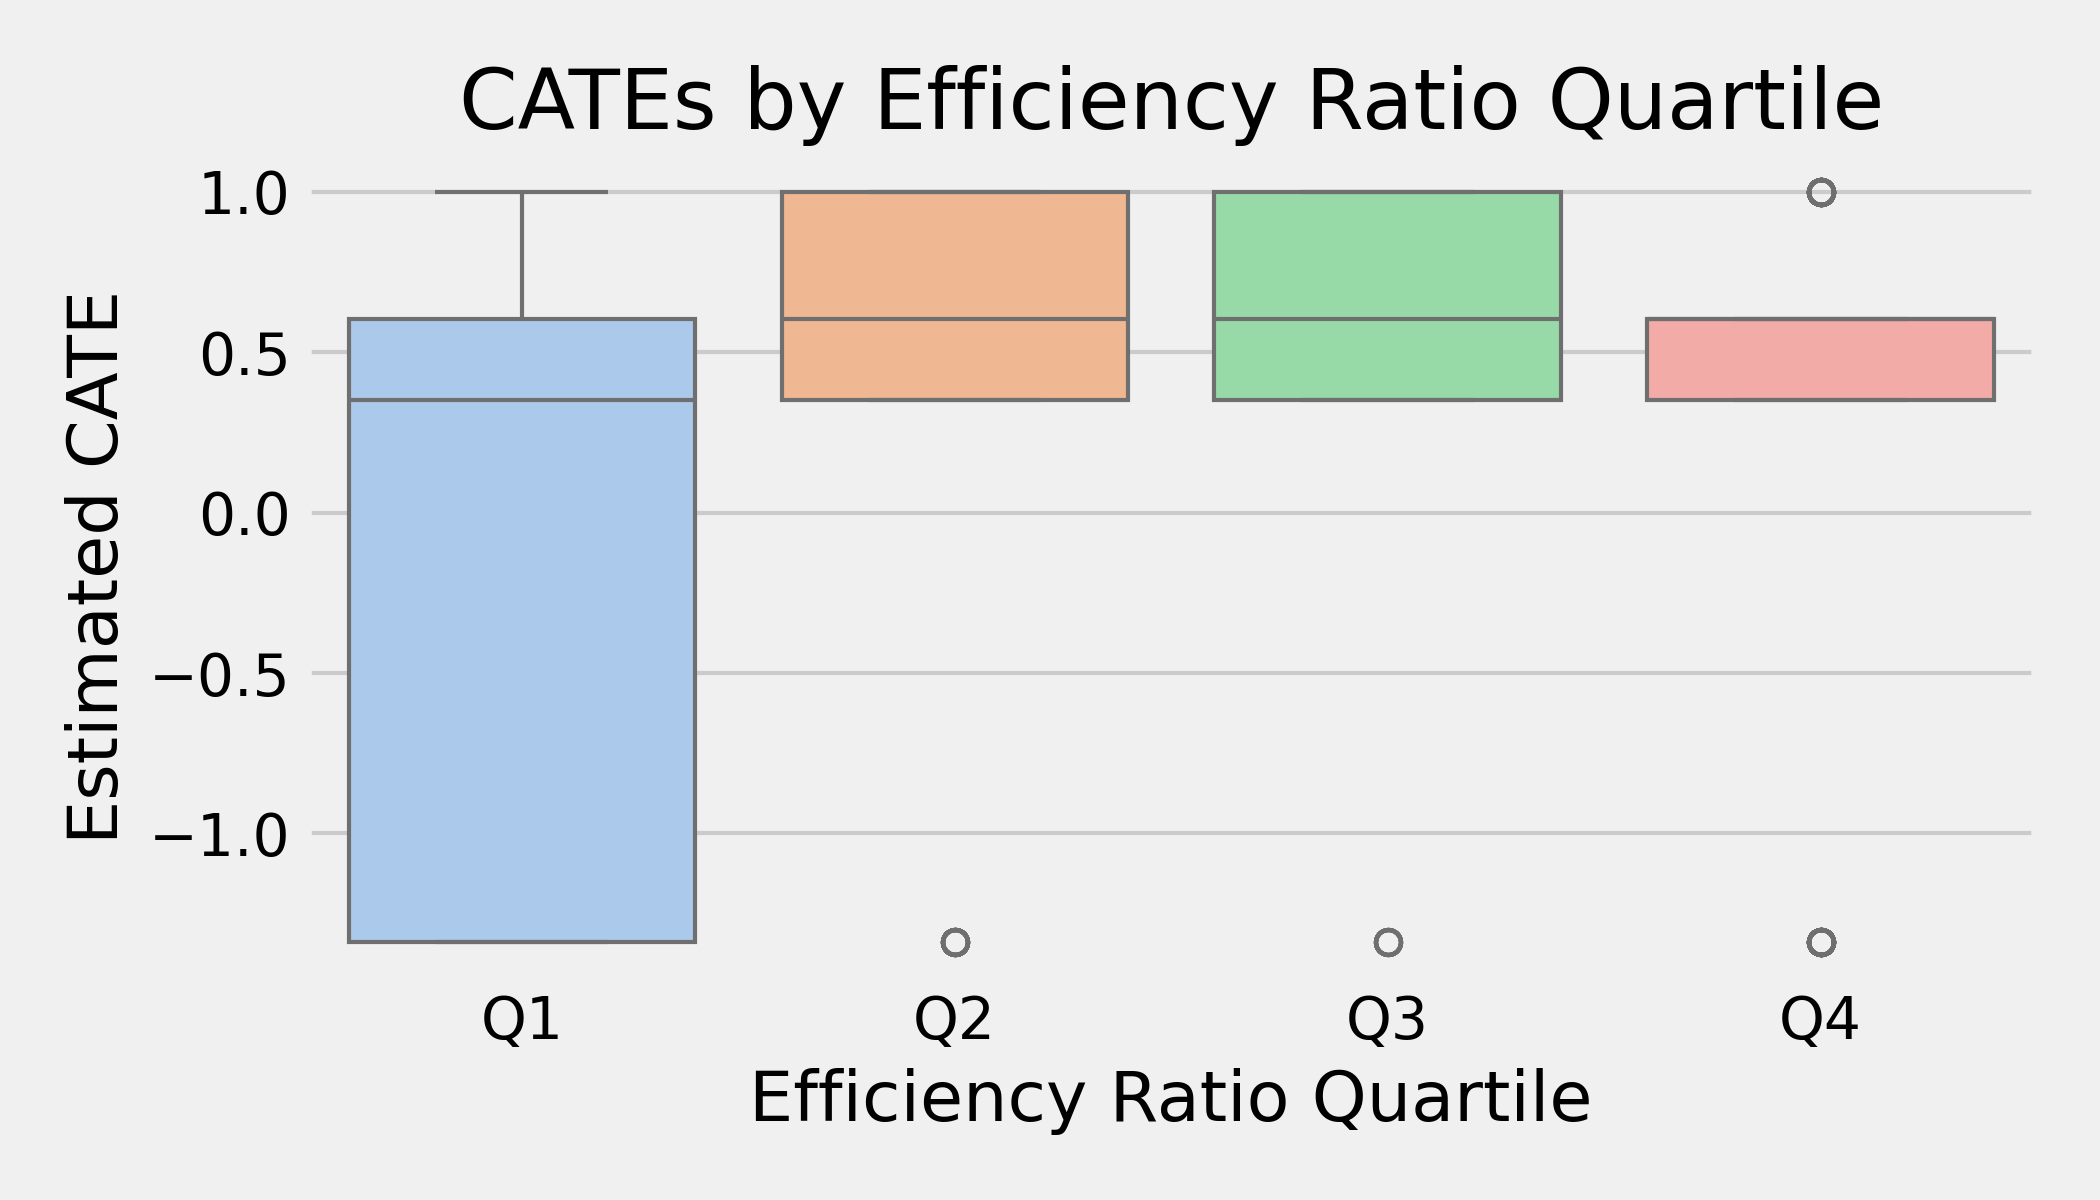 CATEs by Efficiency Ratio Quartile
1.0
0.5
0.0
−0.5
−1.0
Estimated CATE
Q1 Q2 Q3 Q4
Efficiency Ratio Quartile